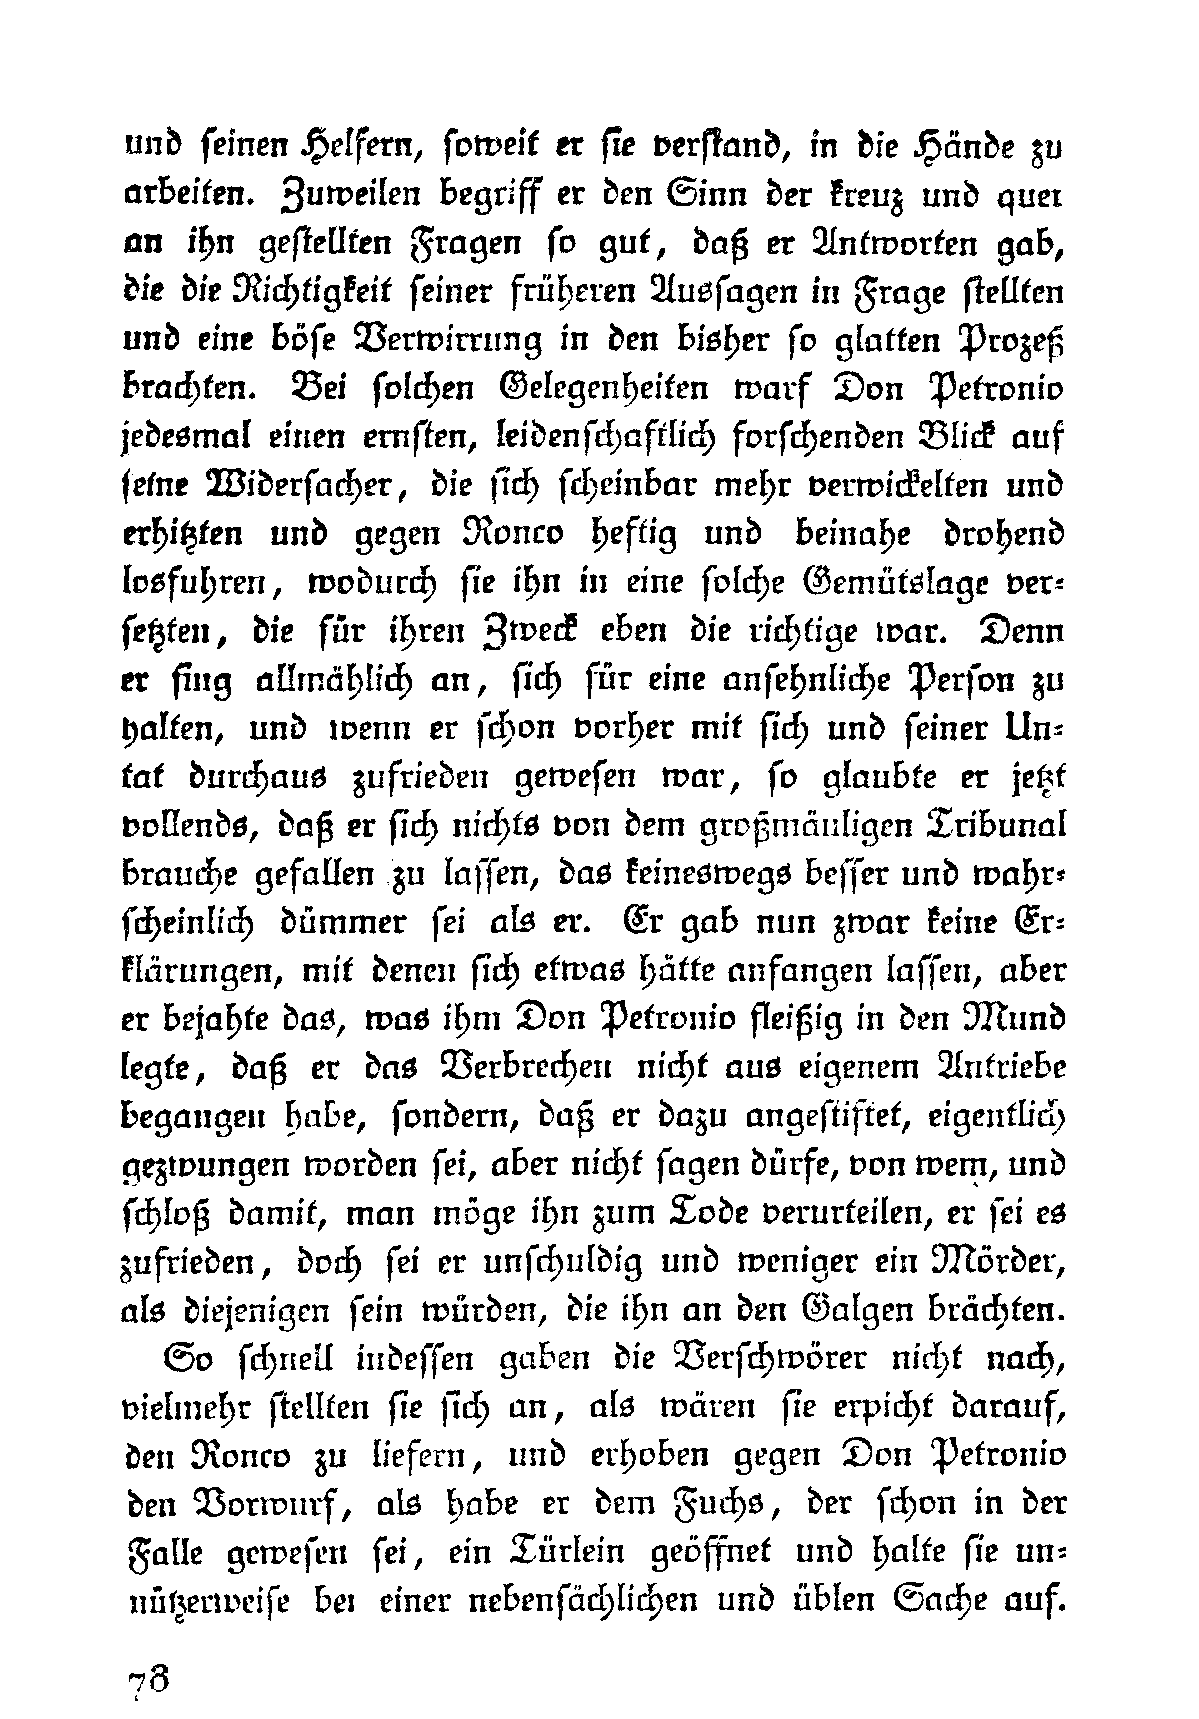 und seinen Helfern, soweit er sie verstand, in die Hände zu
arbeiten. Zuweilen begriff er den Sinn der kreuz und quer
an ihn gestellten Fragen so gut, daß er Antworten gab,
die die Richtigkeit seiner früheren Aussagen in Frage stellten
und eine böse Verwirrung in den bisher so glatten Prozeß
brachten. Bei solchen Gelegenheiten warf Don Petronio
jedesmal einen ernsten, leidenschaftlich forschenden Blick auf
seine Widersacher, die sich scheinbar mehr verwickelten und
erhitzten und gegen Ronco heftig und beinahe drohend
losfuhren, wodurch sie ihn in eine solche Gemütslage ver-
setzten, die für ihren Zweck eben die richtige war. Denn
er fing allmählich an, sich für eine ansehnliche Person zu
halten, und wenn er schon vorher mit sich und seiner Un-
tat durchaus zufrieden gewesen war, so glaubte er jetzt
vollends, daß er sich nichts von dem großmäuligen Tribunal
brauche gefallen zu lassen, das keineswegs besser und wahr-
scheinlich dümmer sei als er. Er gab nun zwar keine Er-
klärungen, mit denen sich etwas hätte anfangen lassen, aber
er bejahte das, was ihm Don Petronio fleißig in den Mund
legte, daß er das Verbrechen nicht aus eigenem Antriebe
begangen habe, sondern, daß er dazu angestiftet, eigentlich
gezwungen worden sei, aber nicht sagen dürfe, von wem, und
schloß damit, man möge ihn zum Tode verurteilen, er sei es
zufrieden, doch sei er unschuldig und weniger ein Mörder,
als diejenigen sein würden, die ihn an den Galgen brächten.
So schnell indessen gaben die Verschwörer nicht nach,
vielmehr stellten sie sich an, als wären sie erpicht darauf,
den Ronco zu liefern, und erhoben gegen Don Petronio
den Vorwurf, als habe er dem Fuchs, der schon in der
Falle gewesen sei, ein Türlein geöffnet und halte sie un-
nützerweise bei einer nebensächlichen und üblen Sache auf.
78